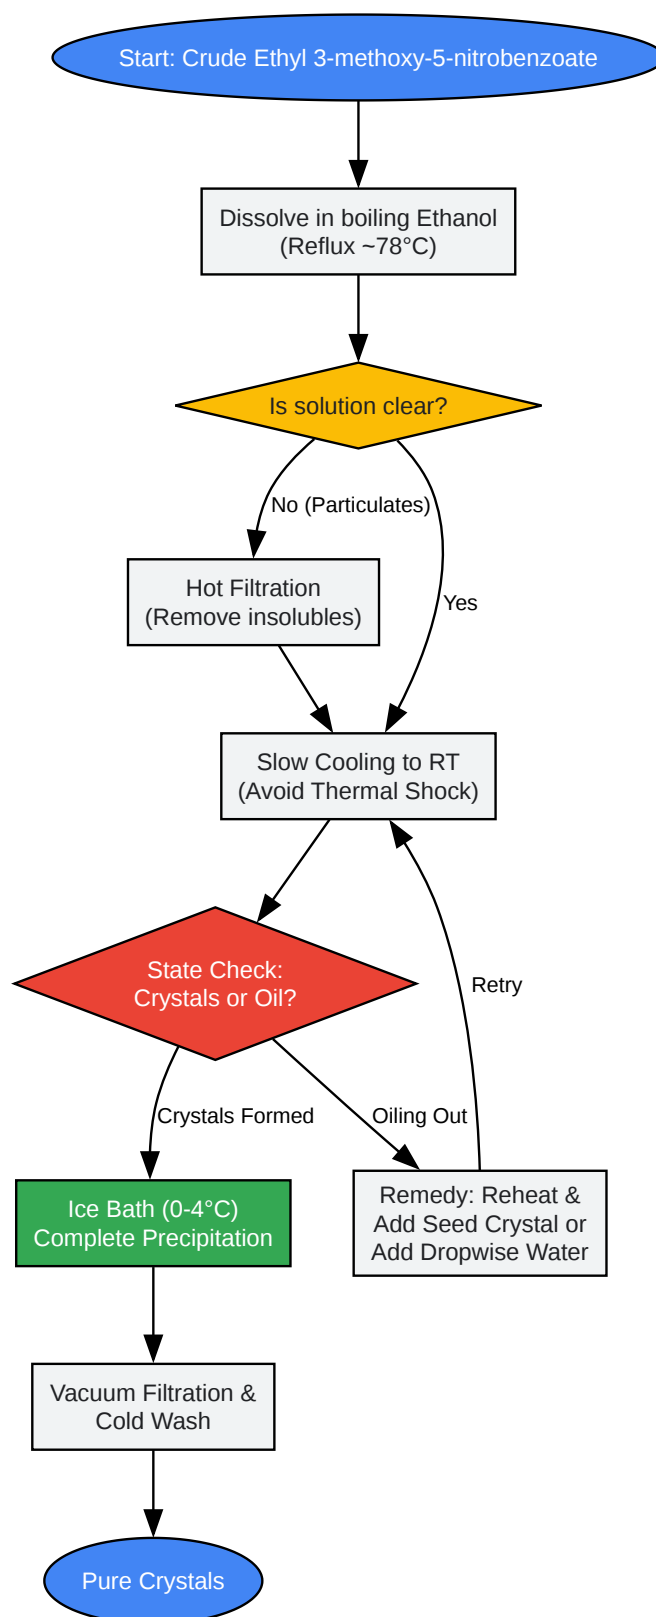 Start: Crude Ethyl 3-methoxy-5-nitrobenzoate
Dissolve in boiling Ethanol
(Reflux ~78°C)
Is solution clear?
No (Particulates)
Hot Filtration
(Remove insolubles)
Yes
Slow Cooling to RT
(Avoid Thermal Shock)
State Check:
Crystals or Oil?
Retry
Crystals Formed
Oiling Out
Ice Bath (0-4°C)
Complete Precipitation
Remedy: Reheat &
Add Seed Crystal or
Add Dropwise Water
Vacuum Filtration &
Cold Wash
Pure Crystals